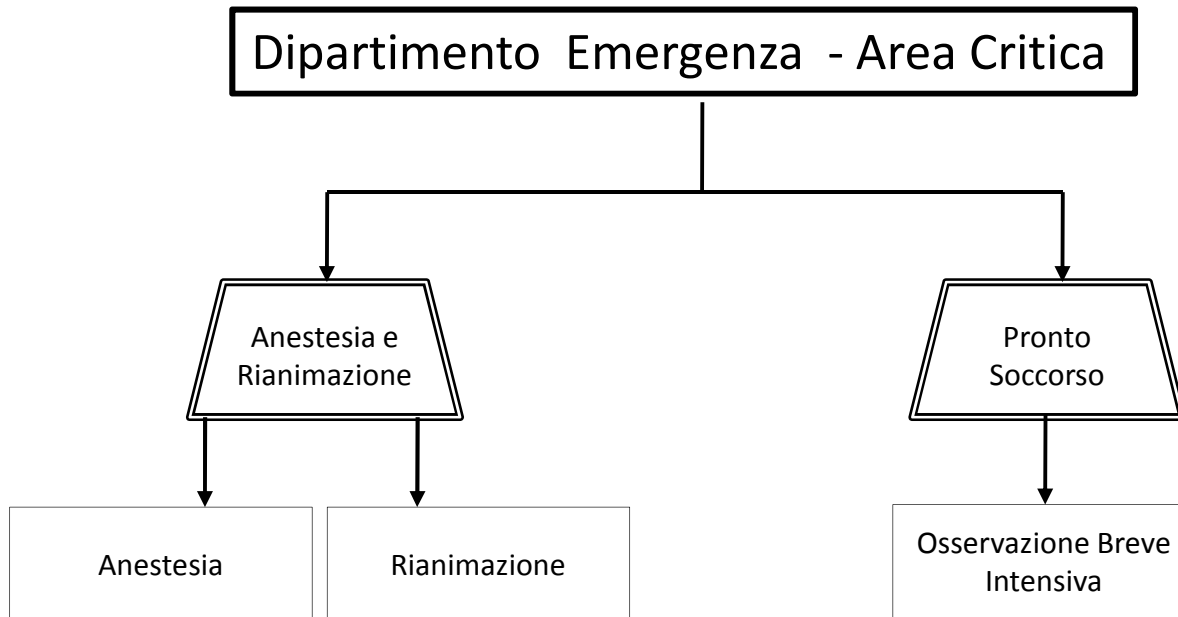 Dipartimento Emergenza - Area Critica
Anestesia e
Rianimazione
Pronto
Soccorso
Anestesia
Rianimazione
Osservazione Breve
Intensiva